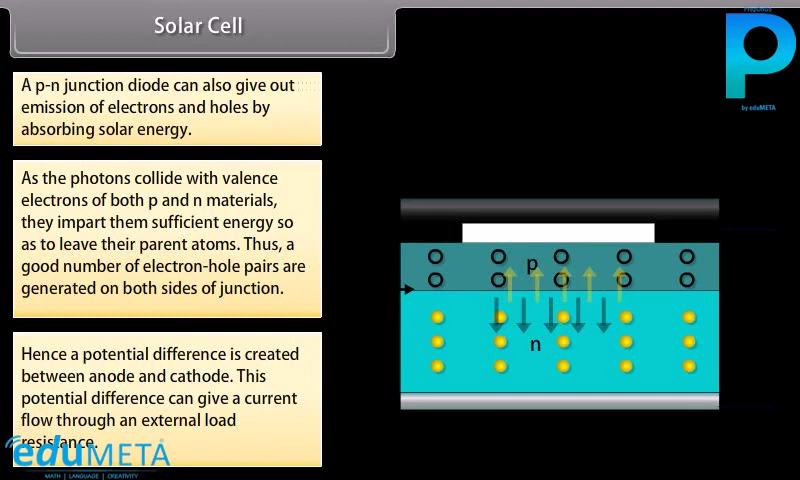 Solar Cell
PrepOnGo
by eduMETA
A p-n junction diode can also give out
emission of electrons and holes by
absorbing solar energy.
As the photons collide with valence
electrons of both p and n materials,
they impart them sufficient energy so
as to leave their parent atoms. Thus, a
good number of electron-hole pairs are
generated on both sides of junction.
Hence a potential difference is created
between anode and cathode. This
potential difference can give a current
flow through an external load
resistance.
p
n
eduMETA
MATH | LANGUAGE | CREATIVITY